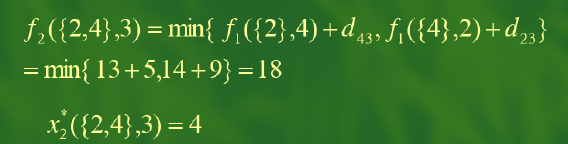 f₂({2,4},3) = min{ f₁({2},4)+d₄₃, f₁({4},2)+d₂₃}
= min{ 13+5,14+9} = 18
x₂*({2,4},3) = 4